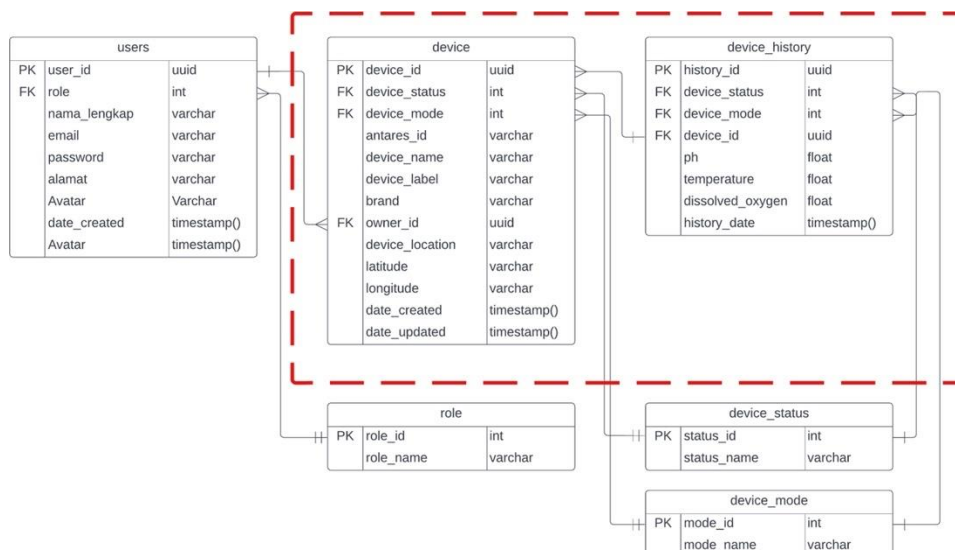 users
PK user_id uuid
FK role int
nama_lengkap varchar
email varchar
password varchar
alamat varchar
Avatar Varchar
date_created timestamp()
Avatar timestamp()
device
PK device_id uuid
FK device_status int
FK device_mode int
antares_id varchar
device_name varchar
device_label varchar
brand varchar
FK owner_id uuid
device_location varchar
latitude varchar
longitude varchar
date_created timestamp()
date_updated timestamp()
device_history
PK history_id uuid
FK device_status int
FK device_mode int
FK device_id uuid
ph float
temperature float
dissolved_oxygen float
history_date timestamp()
role
PK role_id int
role_name varchar
device_status
PK status_id int
status_name varchar
device_mode
PK mode_id int
mode_name varchar